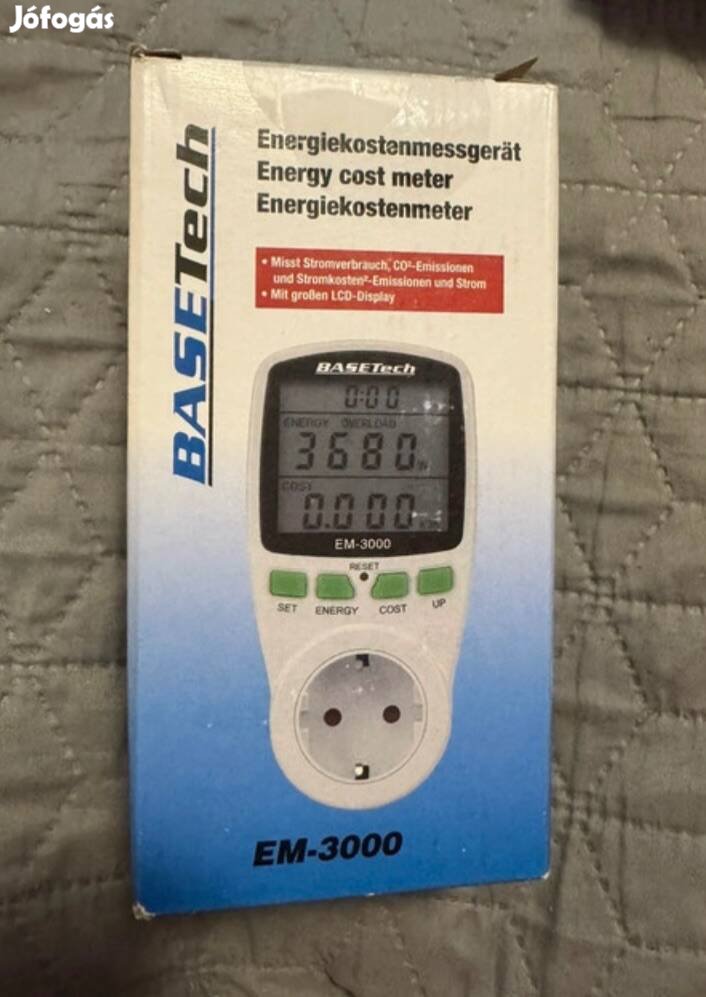 Jófogás
BASETech
Energiekostenmessgerät
Energy cost meter
Energiekostenmeter
• Misst Stromverbrauch, CO²-Emissionen
und Stromkosten²-Emissionen und Strom
• Mit großen LCD-Display
BASETech
0:00
ENERGY OVERLOAD
3680 W
COST
0.000
EM-3000
RESET
SET ENERGY COST UP
EM-3000